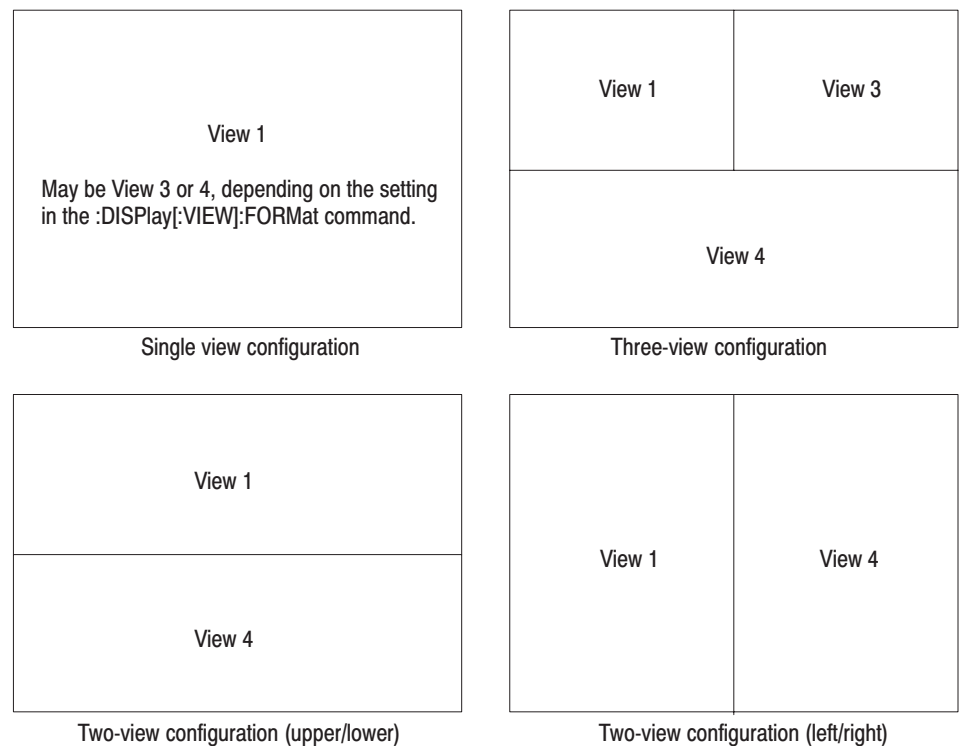 View 1
May be View 3 or 4, depending on the setting
in the :DISPlay[:VIEW]:FORMat command.
Single view configuration
View 1
View 3
View 4
Three-view configuration
View 1
View 4
Two-view configuration (upper/lower)
View 1
View 4
Two-view configuration (left/right)